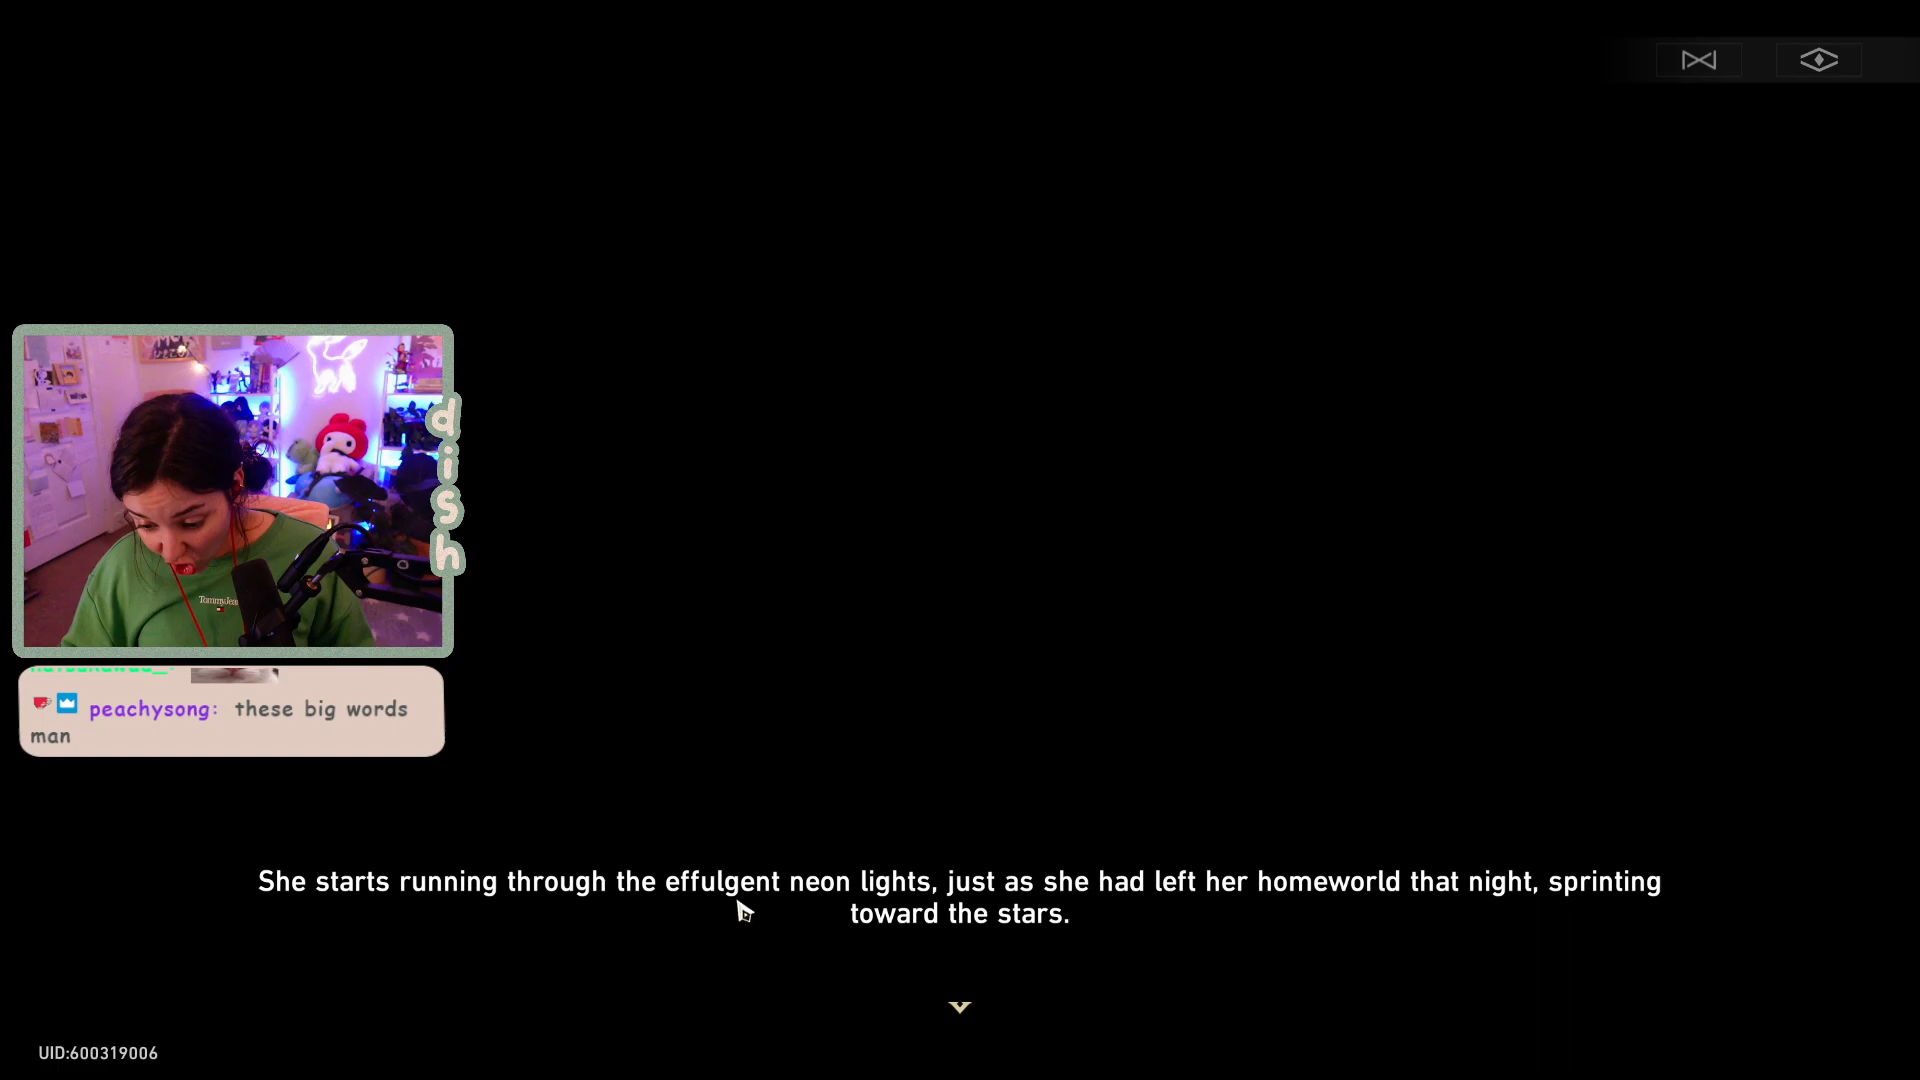 dish
peachysong: these big words
man
She starts running through the effulgent neon lights, just as she had left her homeworld that night, sprinting
toward the stars.
UID:600319006